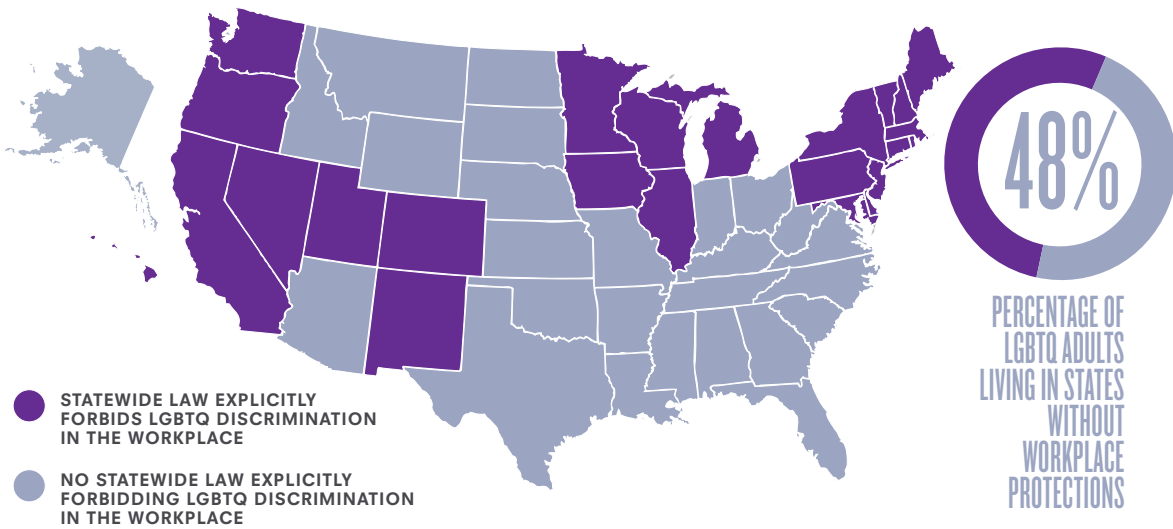 48%
PERCENTAGE OF
LGBTQ ADULTS
LIVING IN STATES
WITHOUT
WORKPLACE
PROTECTIONS
STATEWIDE LAW EXPLICITLY
FORBIDS LGBTQ DISCRIMINATION
IN THE WORKPLACE
NO STATEWIDE LAW EXPLICITLY
FORBIDDING LGBTQ DISCRIMINATION
IN THE WORKPLACE